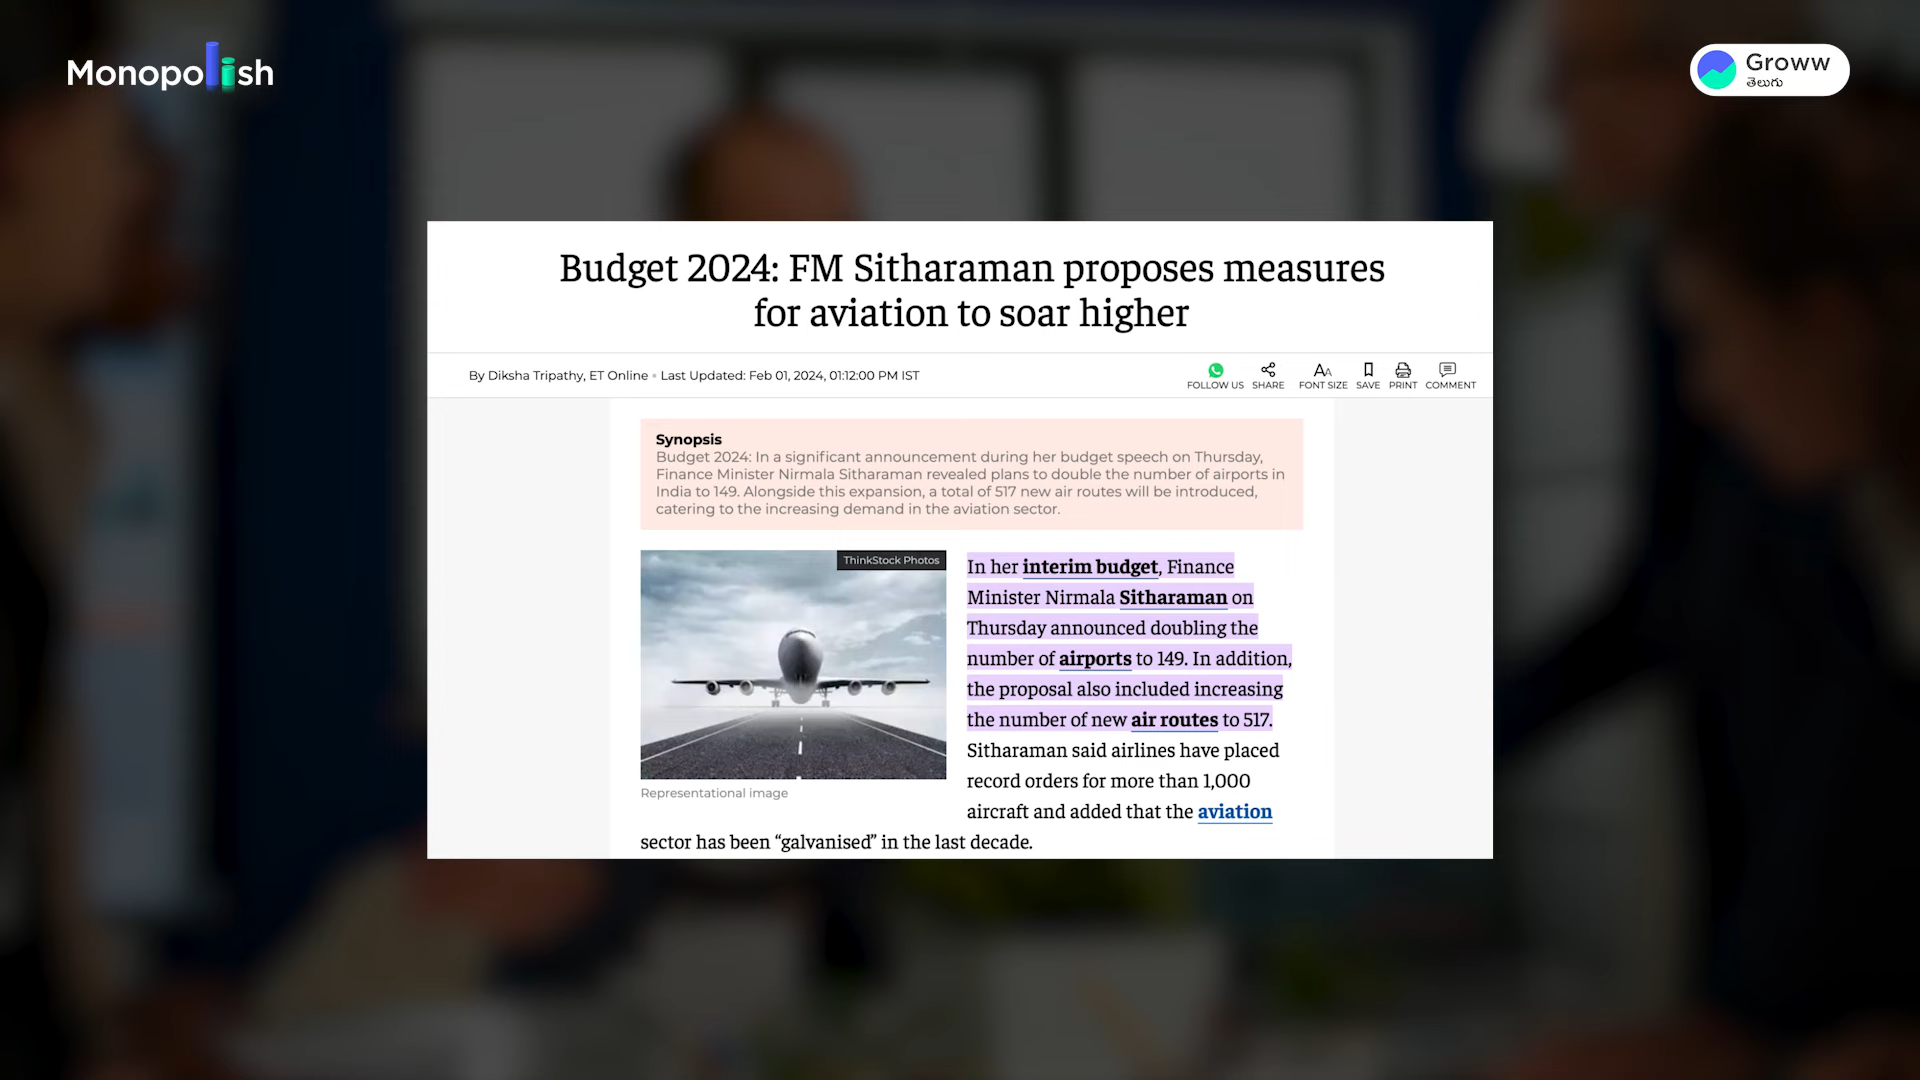 Monopolish
Groww
తెలుగు
Budget 2024: FM Sitharaman proposes measures
for aviation to soar higher
By Diksha Tripathy, ET Online • Last Updated: Feb 01, 2024, 01:12:00 PM IST
FOLLOW US SHARE FONT SIZE SAVE PRINT COMMENT
Synopsis
Budget 2024: In a significant announcement during her budget speech on Thursday,
Finance Minister Nirmala Sitharaman revealed plans to double the number of airports in
India to 149. Alongside this expansion, a total of 517 new air routes will be introduced,
catering to the increasing demand in the aviation sector.
ThinkStock Photos
Representational image
In her interim budget, Finance
Minister Nirmala Sitharaman on
Thursday announced doubling the
number of airports to 149. In addition,
the proposal also included increasing
the number of new air routes to 517.
Sitharaman said airlines have placed
record orders for more than 1,000
aircraft and added that the aviation
sector has been “galvanised” in the last decade.